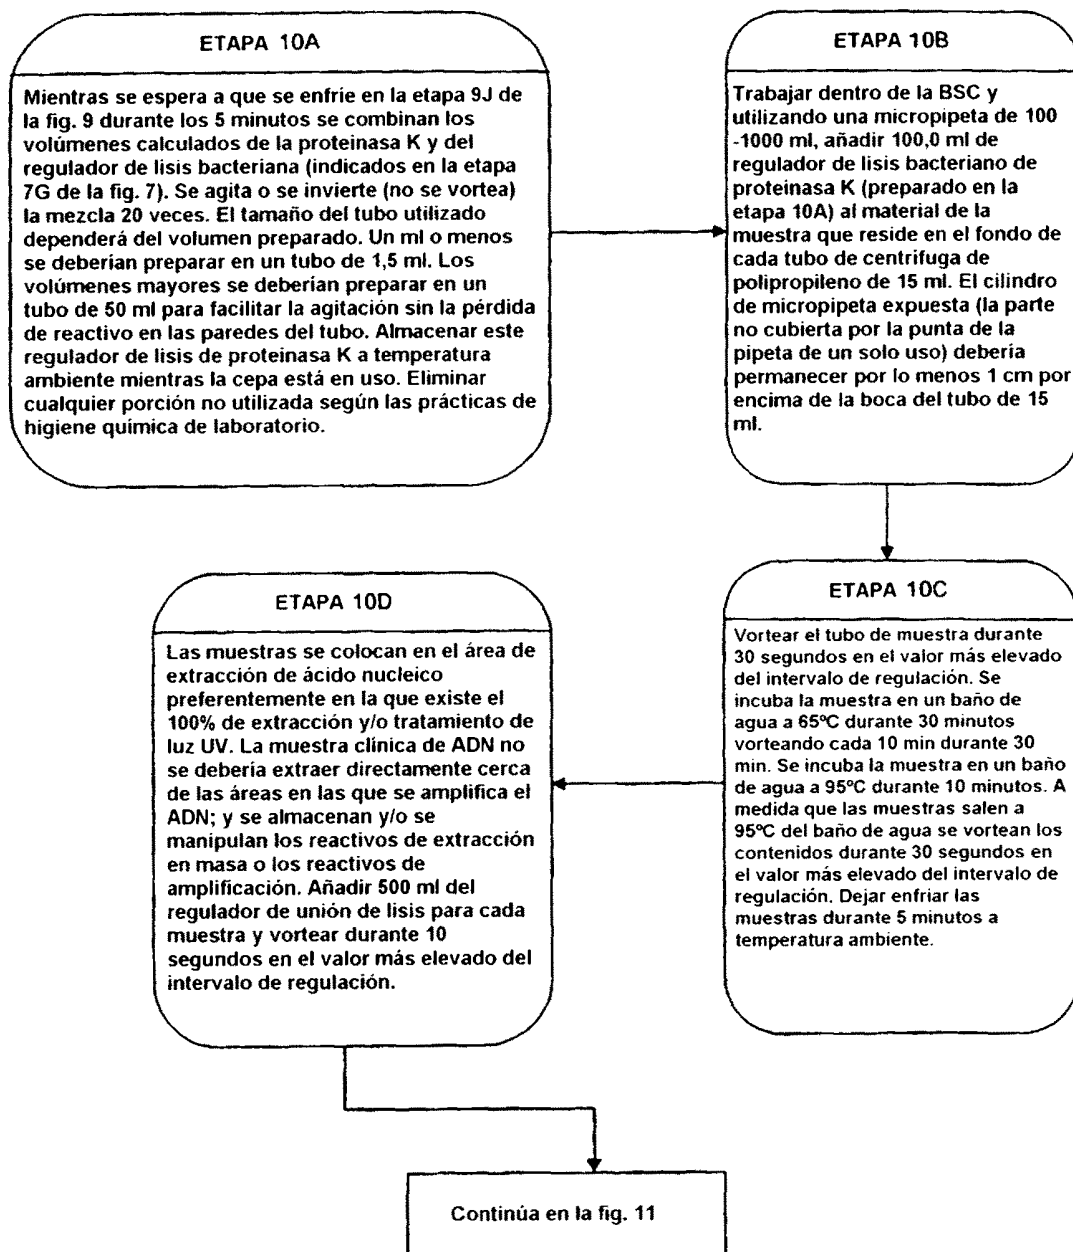 ETAPA 10A
Mientras se espera a que se enfrie en la etapa 9J de
la fig. 9 durante los 5 minutos se combinan los
volúmenes calculados de la proteinasa K y del
regulador de lisis bacteriana (indicados en la etapa
7G de la fig. 7). Se agita o se invierte (no se vortea)
la mezcla 20 veces. El tamaño del tubo utilizado
dependerá del volumen preparado. Un ml o menos
se deberían preparar en un tubo de 1,5 ml. Los
volúmenes mayores se deberían preparar en un
tubo de 50 ml para facilitar la agitación sin la pérdida
de reactivo en las paredes del tubo. Almacenar este
regulador de lisis de proteinasa K a temperatura
ambiente mientras la cepa está en uso. Eliminar
cualquier porción no utilizada según las prácticas de
higiene química de laboratorio.
ETAPA 10B
Trabajar dentro de la BSC y
utilizando una micropipeta de 100
-1000 ml, añadir 100,0 ml de
regulador de lisis bacteriano de
proteinasa K (preparado en la
etapa 10A) al material de la
muestra que reside en el fondo de
cada tubo de centrifuga de
polipropileno de 15 ml. El cilindro
de micropipeta expuesta (la parte
no cubierta por la punta de la
pipeta de un solo uso) debería
permanecer por lo menos 1 cm por
encima de la boca del tubo de 15
ml.
ETAPA 10C
Vortear el tubo de muestra durante
30 segundos en el valor más elevado
del intervalo de regulación. Se
incuba la muestra en un baño de
agua a 65ºC durante 30 minutos
vorteando cada 10 min durante 30
min. Se incuba la muestra en un baño
de agua a 95ºC durante 10 minutos. A
medida que las muestras salen a
95ºC del baño de agua se vortean los
contenidos durante 30 segundos en
el valor más elevado del intervalo de
regulación. Dejar enfriar las
muestras durante 5 minutos a
temperatura ambiente.
ETAPA 10D
Las muestras se colocan en el área de
extracción de ácido nucleico
preferentemente en la que existe el
100% de extracción y/o tratamiento de
luz UV. La muestra clínica de ADN no
se debería extraer directamente cerca
de las áreas en las que se amplifica el
ADN; y se almacenan y/o se
manipulan los reactivos de extracción
en masa o los reactivos de
amplificación. Añadir 500 ml del
regulador de unión de lisis para cada
muestra y vortear durante 10
segundos en el valor más elevado del
intervalo de regulación.
Continúa en la fig. 11